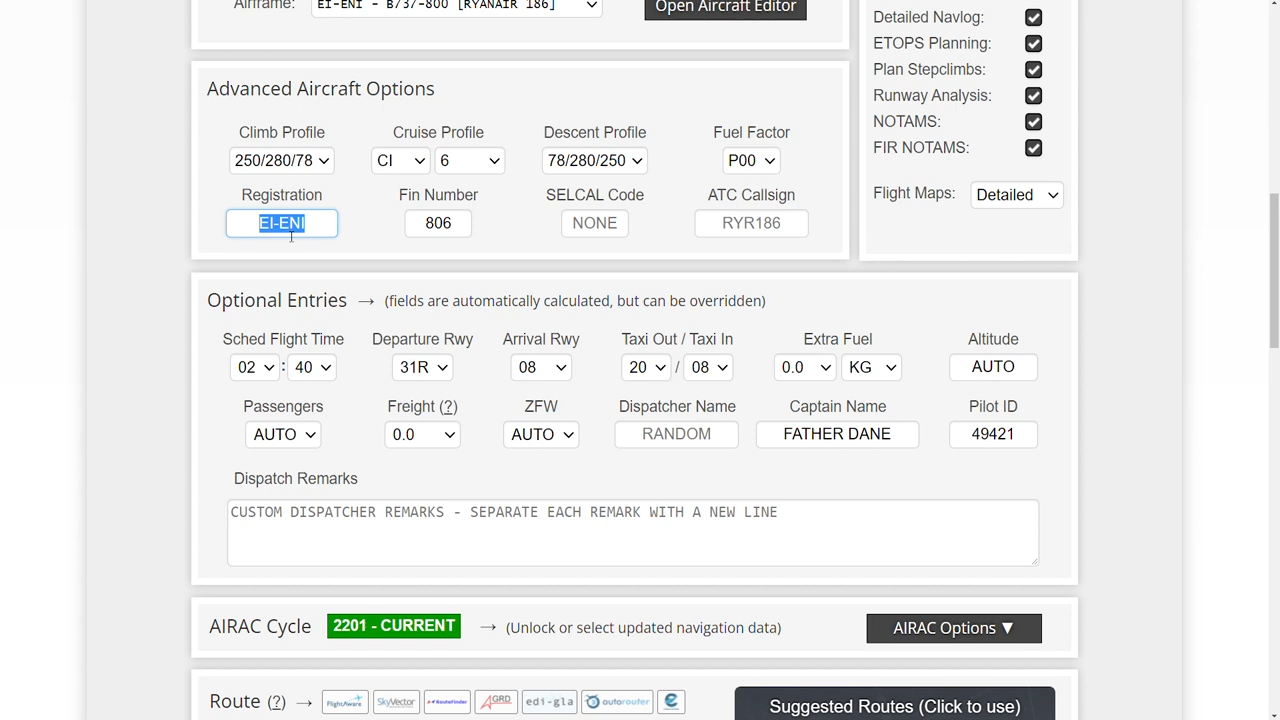 Airframe: EI-ENI - B737-800 [RYANAIR 186] Open Aircraft Editor
Advanced Aircraft Options
Climb Profile Cruise Profile Descent Profile Fuel Factor
250/280/78 CI 6 78/280/250 P00
Registration Fin Number SELCAL Code ATC Callsign
EI-ENI 806 NONE RYR186
Detailed Navlog:
ETOPS Planning:
Plan Stepclimbs:
Runway Analysis:
NOTAMS:
FIR NOTAMS:
Flight Maps: Detailed
Optional Entries → (fields are automatically calculated, but can be overridden)
Sched Flight Time Departure Rwy Arrival Rwy Taxi Out / Taxi In Extra Fuel Altitude
02 : 40 31R 08 20 / 08 0.0 KG AUTO
Passengers Freight (?) ZFW Dispatcher Name Captain Name Pilot ID
AUTO 0.0 AUTO RANDOM FATHER DANE 49421
Dispatch Remarks
CUSTOM DISPATCHER REMARKS - SEPARATE EACH REMARK WITH A NEW LINE
AIRAC Cycle 2201 - CURRENT → (Unlock or select updated navigation data) AIRAC Options ▼
Route (?) → FlightAware SkyVector RouteFinder AGRD edi-gla autorouter Suggested Routes (Click to use)